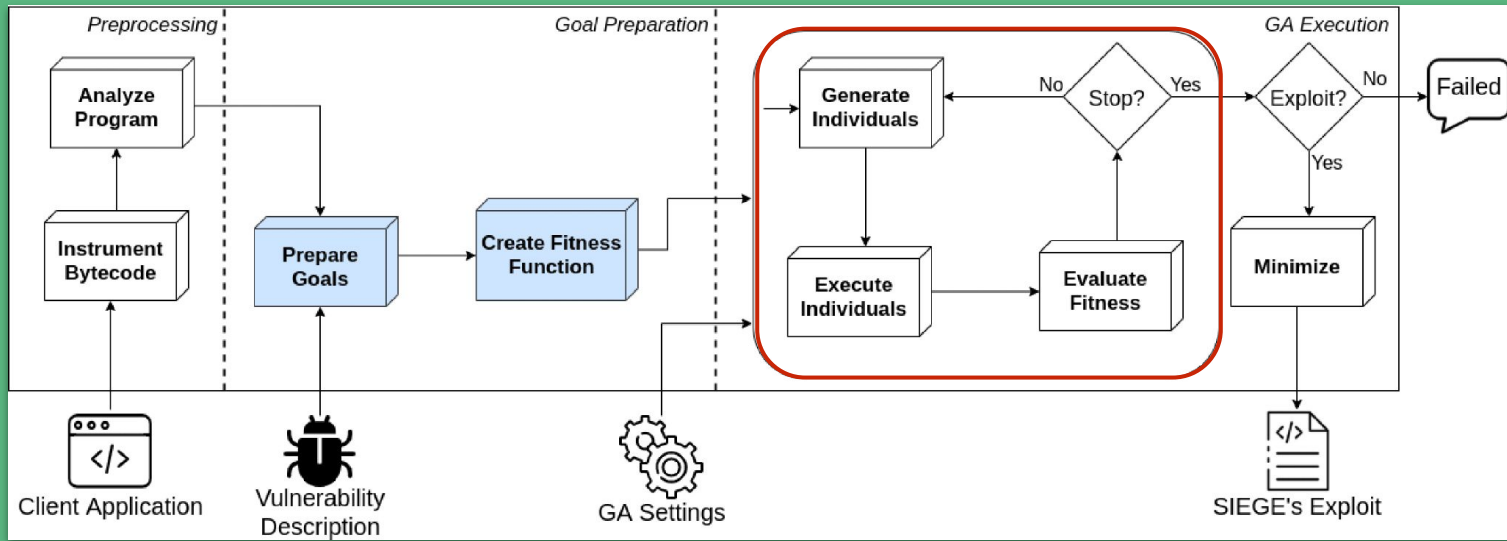 Preprocessing
Goal Preparation
GA Execution
Analyze
Program
Instrument
Bytecode
Prepare
Goals
Create Fitness
Function
Generate
Individuals
Execute
Individuals
Evaluate
Fitness
No
Stop?
Yes
Exploit?
No
Failed
Yes
Minimize
</>
Client Application
Vulnerability
Description
GA Settings
</>
SIEGE's Exploit